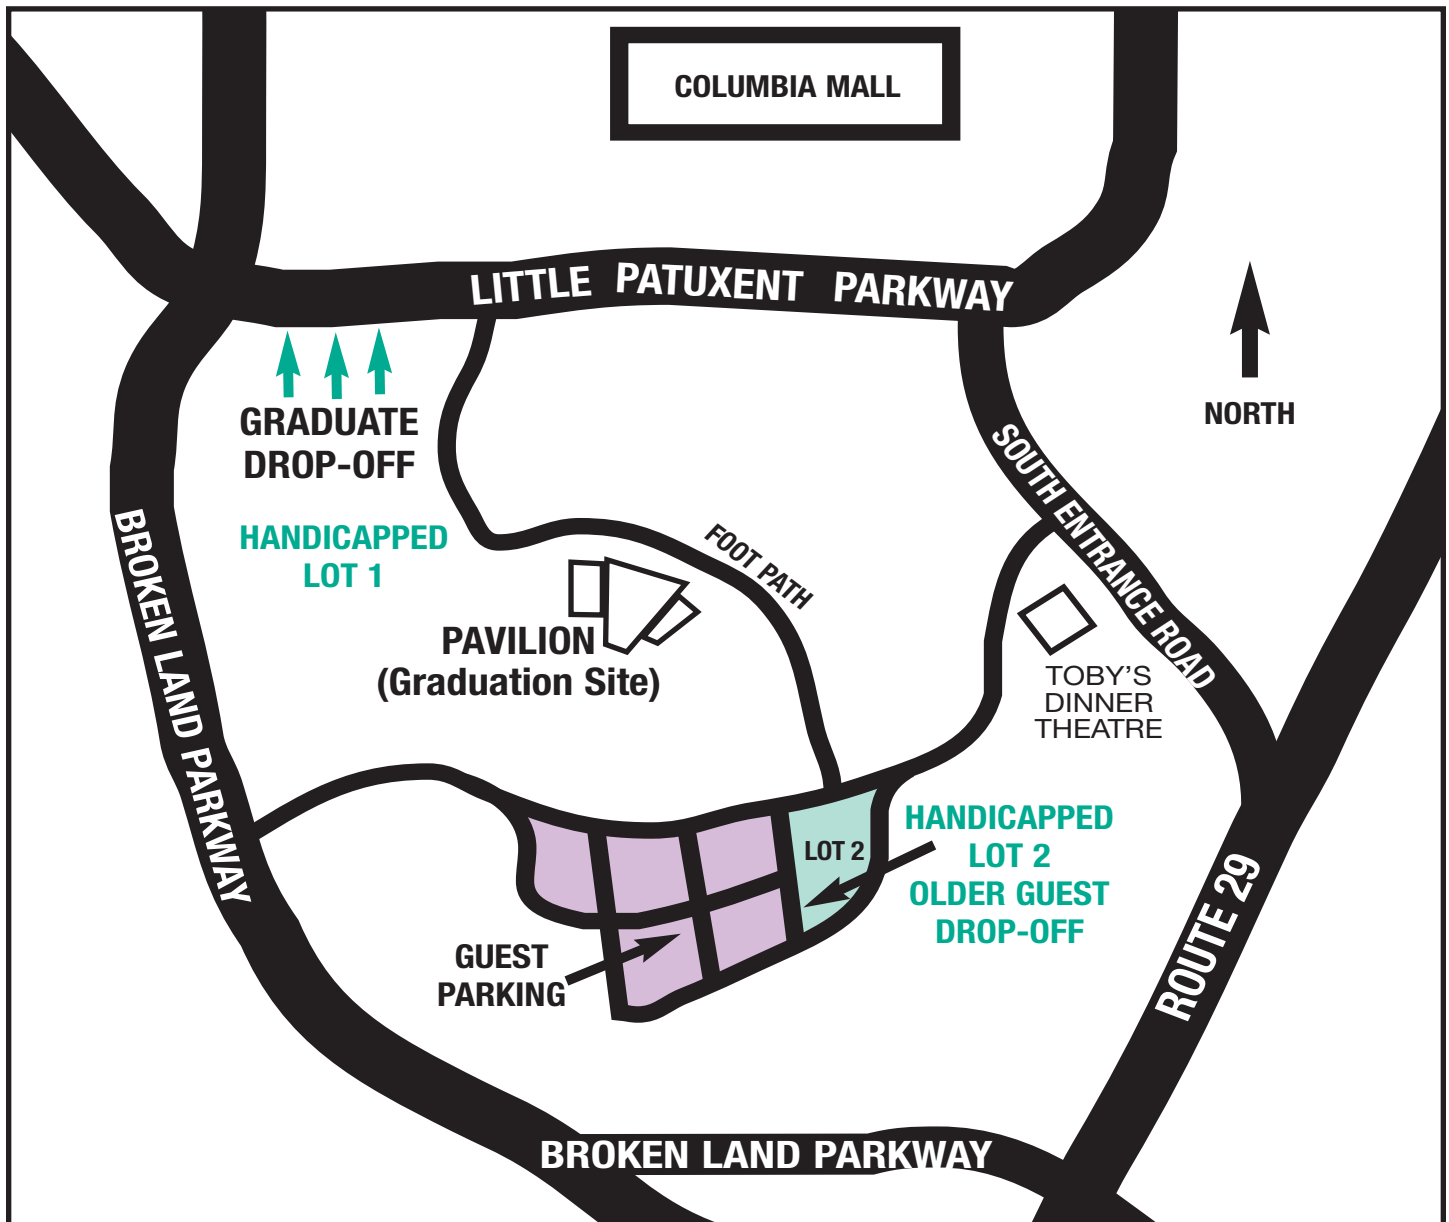 COLUMBIA MALL
LITTLE PATUXENT PARKWAY
GRADUATE
DROP-OFF
HANDICAPPED
LOT 1
NORTH
SOUTH ENTRANCE ROAD
FOOT PATH
BROKEN LAND PARKWAY
PAVILION
(Graduation Site)
TOBY'S
DINNER
THEATRE
LOT 2
HANDICAPPED
LOT 2
OLDER GUEST
DROP-OFF
GUEST
PARKING
ROUTE 29
BROKEN LAND PARKWAY